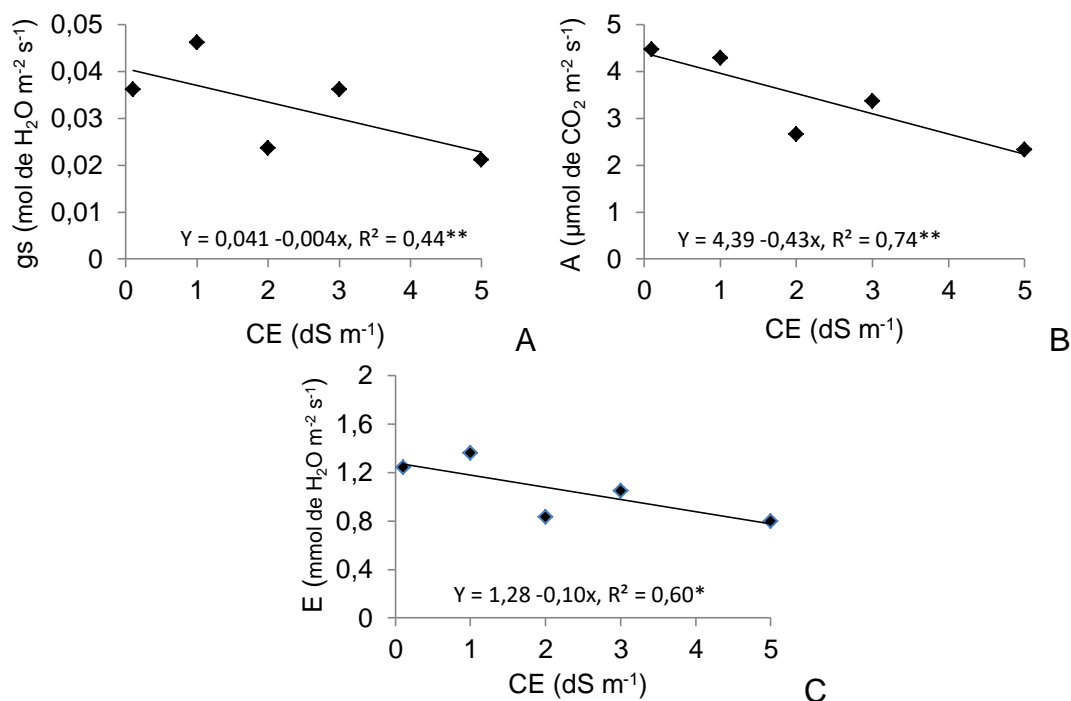 gs (mol de H₂O m⁻² s⁻¹)
0,05
0,04
0,03
0,02
0,01
0
Y = 0,041 -0,004x, R² = 0,44**
0 1 2 3 4 5
CE (dS m⁻¹)
A
A (µmol de CO₂ m⁻² s⁻¹)
5
4
3
2
1
0
Y = 4,39 -0,43x, R² = 0,74**
0 1 2 3 4 5
CE (dS m⁻¹)
B
E (mmol de H₂O m⁻² s⁻¹)
2
1,6
1,2
0,8
0,4
0
Y = 1,28 -0,10x, R² = 0,60*
0 1 2 3 4 5
CE (dS m⁻¹)
C